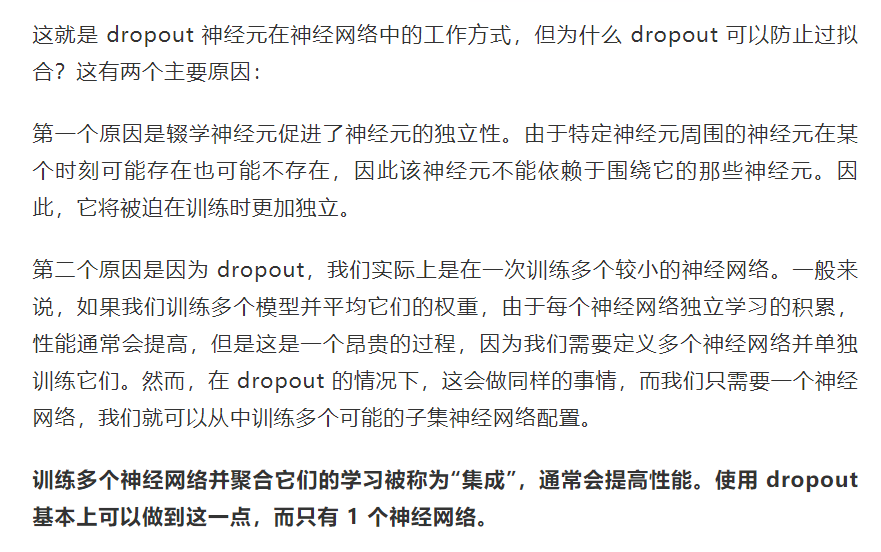 这就是 dropout 神经元在神经网络中的工作方式，但为什么 dropout 可以防止过拟
合？这有两个主要原因：
第一个原因是辍学神经元促进了神经元的独立性。由于特定神经元周围的神经元在某
个时刻可能存在也可能不存在，因此该神经元不能依赖于围绕它的那些神经元。因
此，它将被迫在训练时更加独立。
第二个原因是因为 dropout，我们实际上是在一次训练多个较小的神经网络。一般来
说，如果我们训练多个模型并平均它们的权重，由于每个神经网络独立学习的积累，
性能通常会提高，但是这是一个昂贵的过程，因为我们需要定义多个神经网络并单独
训练它们。然而，在 dropout 的情况下，这会做同样的事情，而我们只需要一个神经
网络，我们就可以从中训练多个可能的子集神经网络配置。
训练多个神经网络并聚合它们的学习被称为“集成”，通常会提高性能。使用 dropout
基本上可以做到这一点，而只有 1 个神经网络。